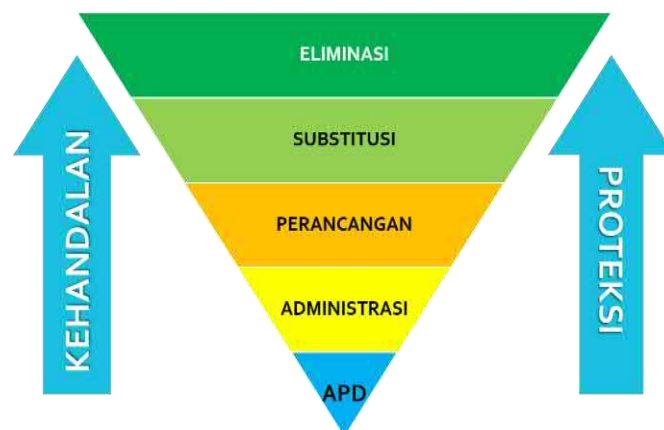 ELIMINASI
SUBSTITUSI
PERANCANGAN
ADMINISTRASI
APD
KEHANDALAN
PROTEKSI